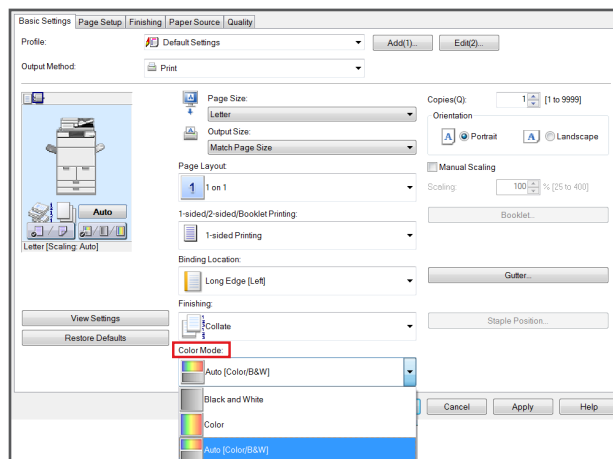 Basic Settings Page Setup Finishing Paper Source Quality
Profile: Default Settings Add(1)... Edit(2)...
Output Method: Print
Page Size:
Letter
Output Size:
Match Page Size
Copies(Q): 1 [1 to 9999]
Orientation
A Portrait A Landscape
Page Layout:
1 1 on 1
Manual Scaling
Scaling: 100 % [25 to 400]
1-sided/2-sided/Booklet Printing:
1-sided Printing
Booklet...
Auto
Letter [Scaling: Auto]
Binding Location:
Long Edge [Left]
Gutter...
Finishing:
Collate
Staple Position...
View Settings
Restore Defaults
Color Mode:
Auto [Color/B&W]
Black and White
Color
Auto [Color/B&W]
Cancel Apply Help